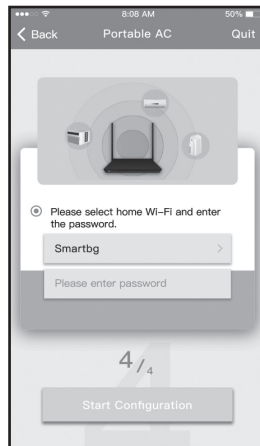 8:08 AM 50%
Back Portable AC Quit
Please select home Wi–Fi and enter
the password.
Smartbg
Please enter password
4/4
Start Configuration